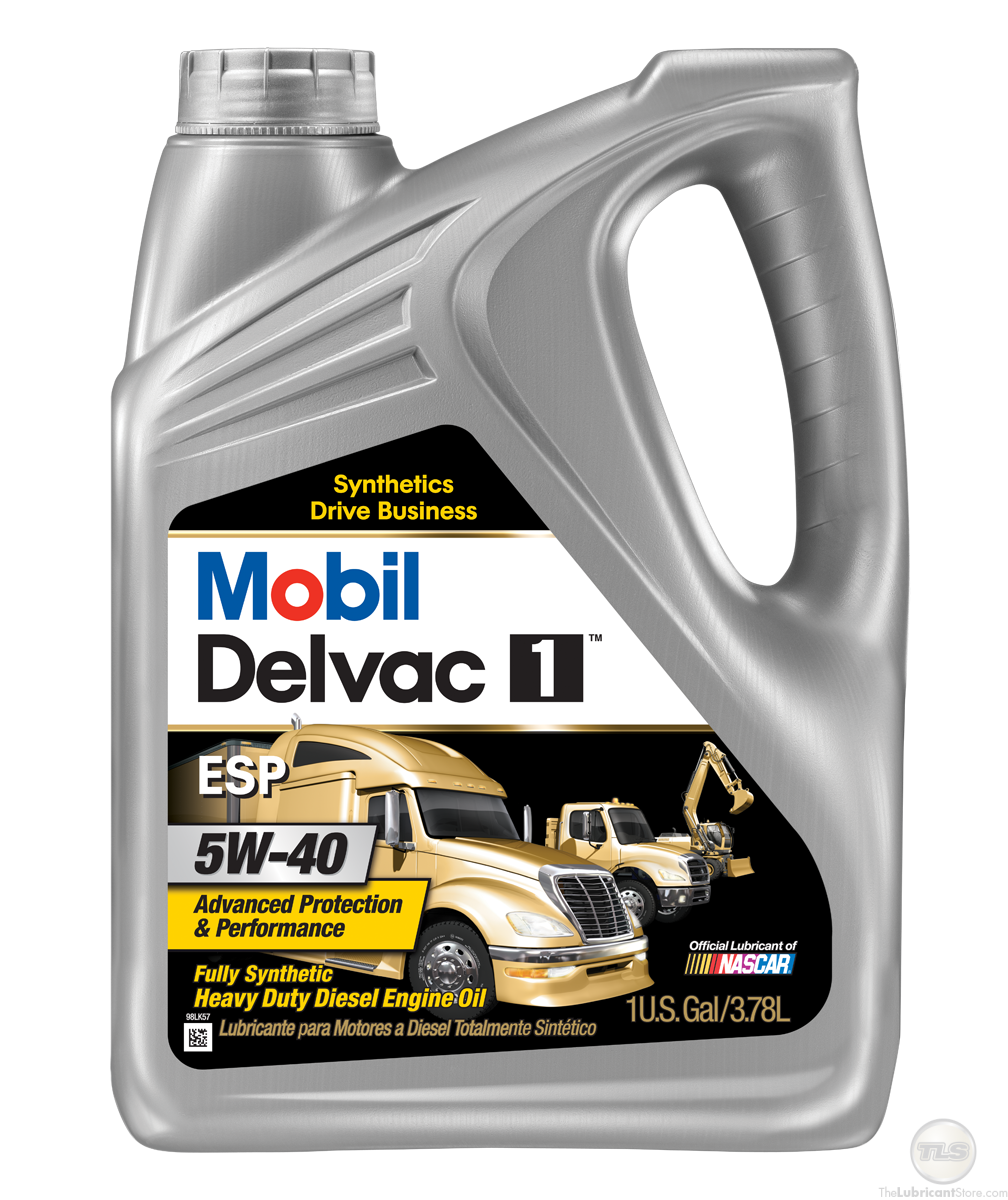 Synthetics
Drive Business
Mobil
Delvac 1™
ESP
5W-40
Advanced Protection
& Performance
Fully Synthetic
Heavy Duty Diesel Engine Oil
98LK57
Lubricante para Motores a Diesel Totalmente Sintético
Official Lubricant of
NASCAR
1 U.S. Gal/3.78L
TLS
TheLubricantStore.com